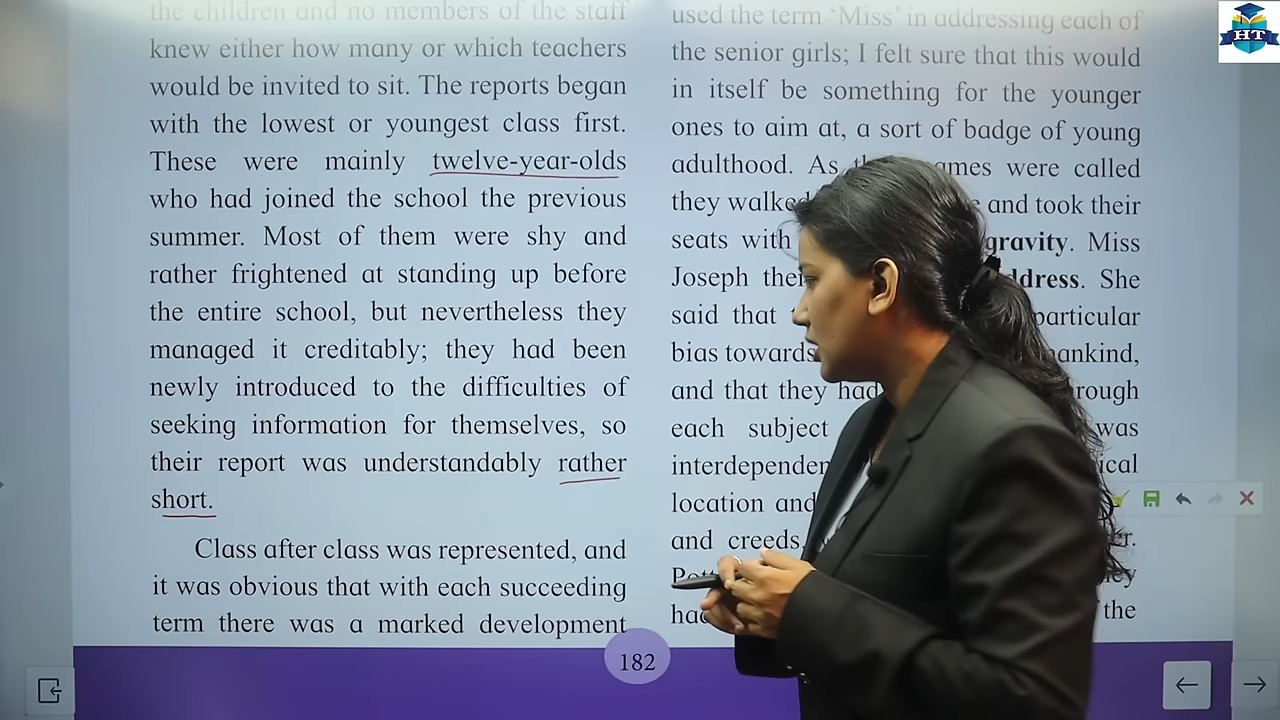 the children and no members of the staff
knew either how many or which teachers
would be invited to sit. The reports began
with the lowest or youngest class first.
These were mainly twelve-year-olds
who had joined the school the previous
summer. Most of them were shy and
rather frightened at standing up before
the entire school, but nevertheless they
managed it creditably; they had been
newly introduced to the difficulties of
seeking information for themselves, so
their report was understandably rather
short.
Class after class was represented, and
it was obvious that with each succeeding
term there was a marked development
used the term ‘Miss’ in addressing each of
the senior girls; I felt sure that this would
in itself be something for the younger
ones to aim at, a sort of badge of young
adulthood. As were called
they walked and took their
seats with gravity. Miss
Joseph She
said that particular
bias towards
and that they had
each subject was
location and
and creeds.
the
182
HT